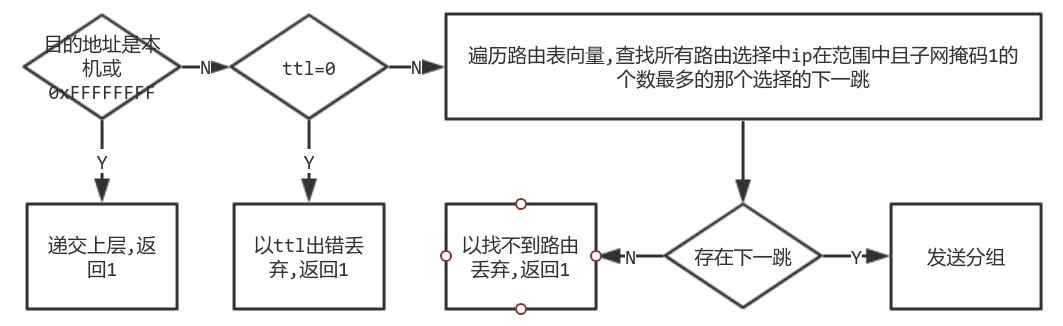 目的地址是本
机或
0xFFFFFFFF
N
ttl=0
N
遍历路由表向量,查找所有路由选择中ip在范围中且子网掩码1的
个数最多的那个选择的下一跳
Y
Y
递交上层,返
回1
以ttl出错丢
弃,返回1
以找不到路由
丢弃,返回1
N
存在下一跳
Y
发送分组